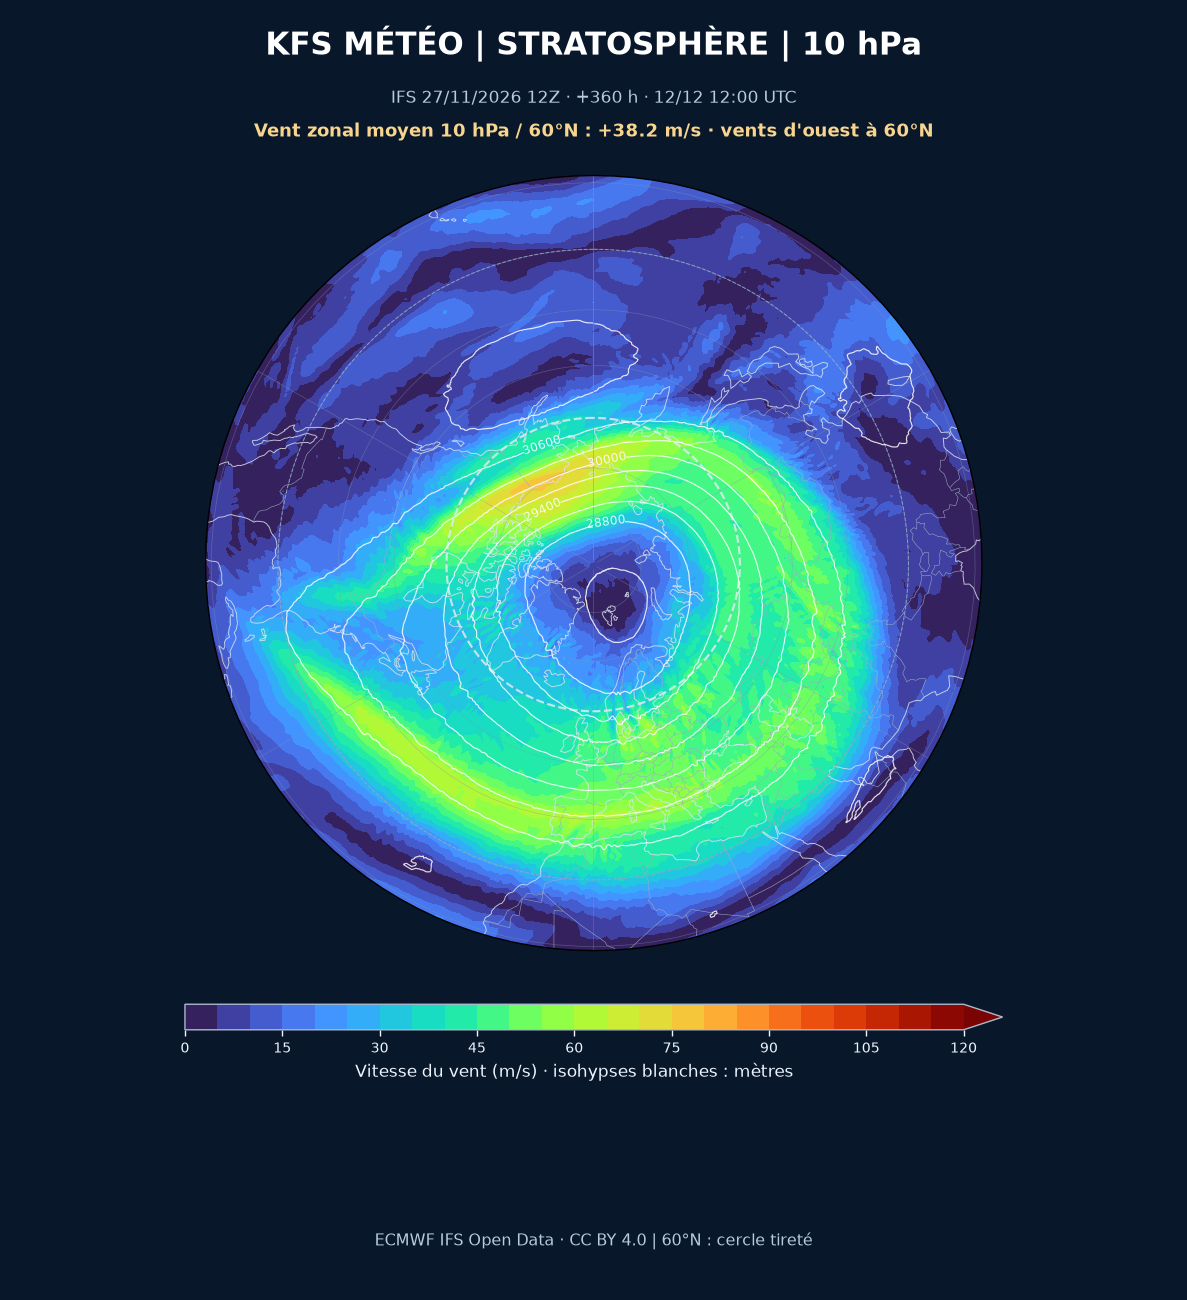 KFS MÉTÉO | STRATOSPHÈRE | 10 hPa
IFS 27/11/2026 12Z · +360 h · 12/12 12:00 UTC
Vent zonal moyen 10 hPa / 60°N : +38.2 m/s · vents d'ouest à 60°N
30600
30000
29400
28800
0 15 30 45 60 75 90 105 120
Vitesse du vent (m/s) · isohypses blanches : mètres
ECMWF IFS Open Data · CC BY 4.0 | 60°N : cercle tireté